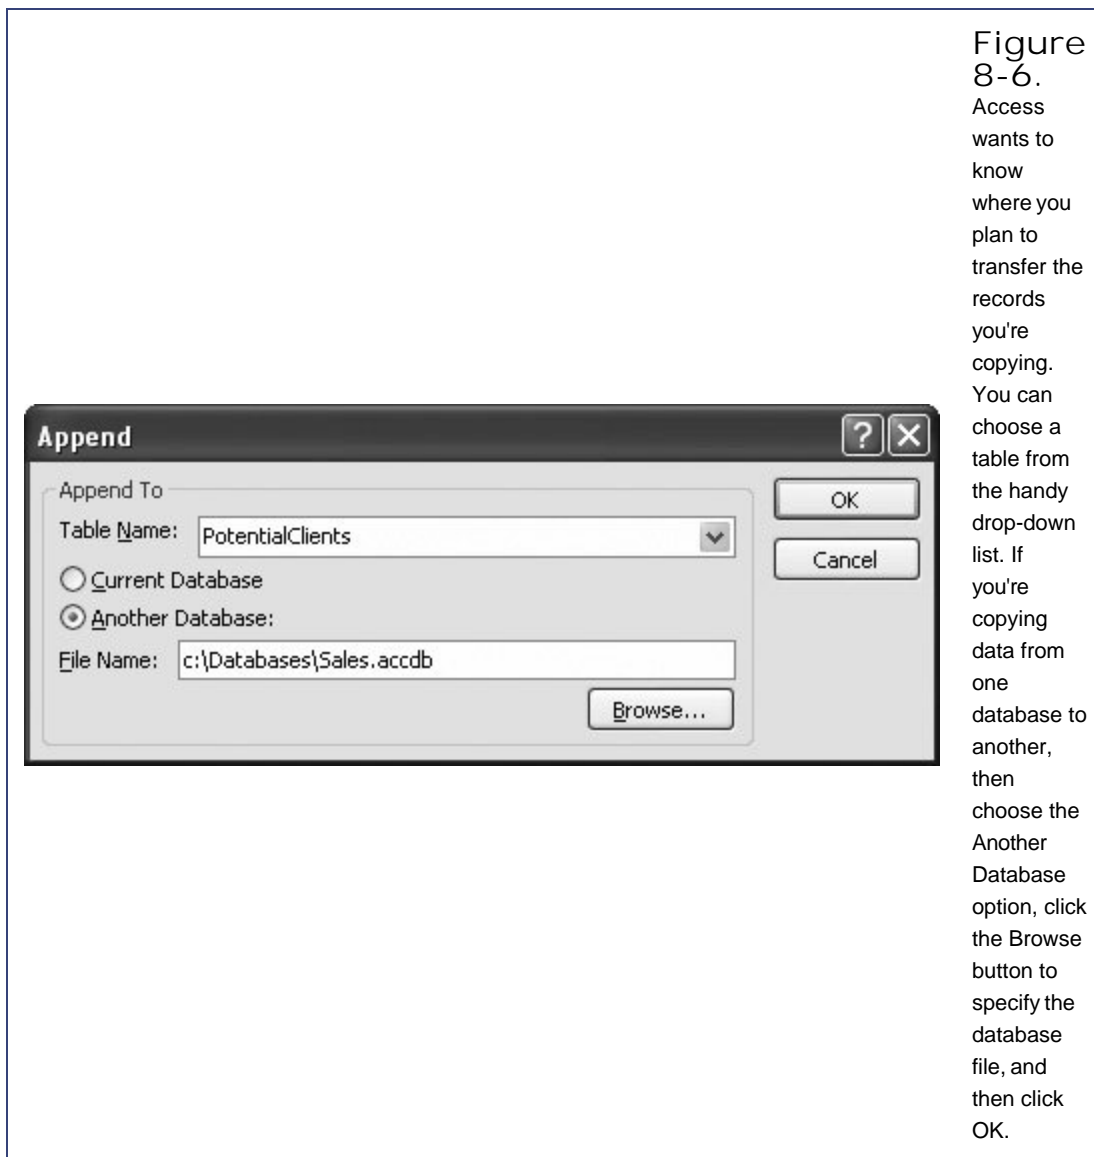 Figure
8-6.
Access
wants to
know
where you
plan to
transfer the
records
you're
copying.
You can
choose a
table from
the handy
drop-down
list. If
you're
copying
data from
one
database to
another,
then
choose the
Another
Database
option, click
the Browse
button to
specify the
database
file, and
then click
OK.
Append
Append To
Table Name: PotentialClients
Current Database
Another Database:
File Name: c:\Databases\Sales.accdb
Browse...
OK
Cancel